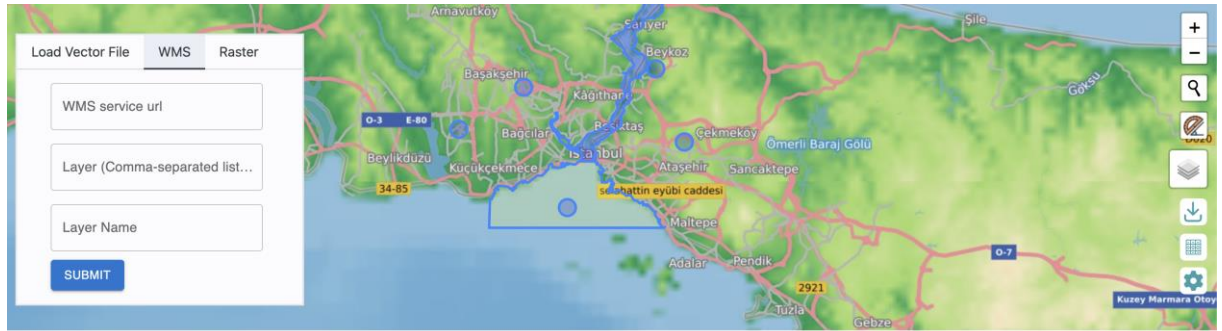 Load Vector File WMS Raster
WMS service url
Layer (Comma-separated list...
Layer Name
SUBMIT
Arnavutköy
Sarıyer
Şile
Beykoz
Başakşehir
Göksu
Kâğıthane
O-3 E-80
Bağcılar
Beşiktaş
Çekmeköy
D020
Ömerli Baraj Gölü
Beylikdüzü
Küçükçekmece
İstanbul
Ataşehir
Sancaktepe
34-85
selahattin eyübi caddesi
Maltepe
Adalar
Pendik
O-7
2921
Kuzey Marmara Otoy
Tuzla
Gebze
+
−